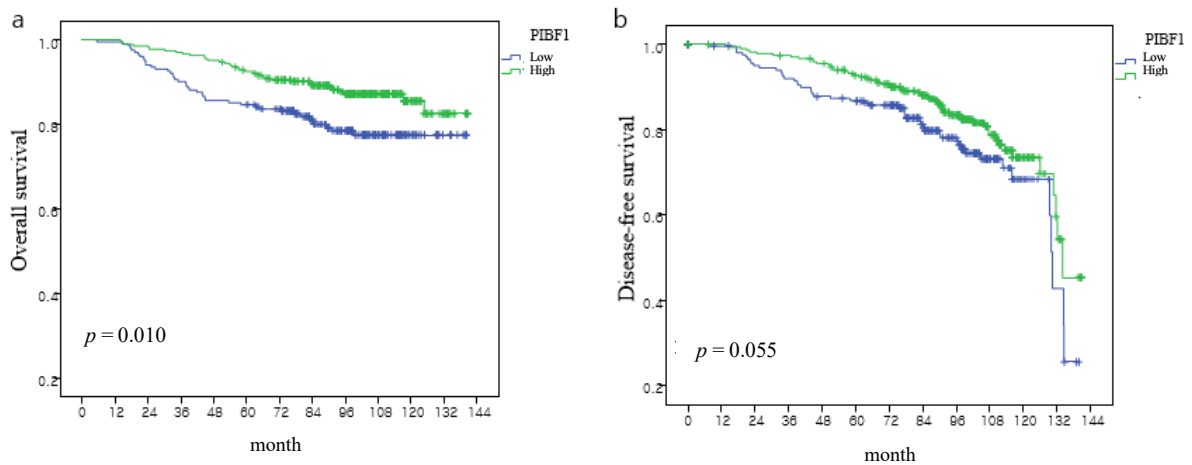 a
PIBF1
Low
High
Overall survival
1.0
0.8
0.6
0.4
0.2
p = 0.010
0 12 24 36 48 60 72 84 96 108 120 132 144
month
b
PIBF1
Low
High
Disease-free survival
1.0
0.8
0.6
0.4
0.2
p = 0.055
0 12 24 36 48 60 72 84 96 108 120 132 144
month